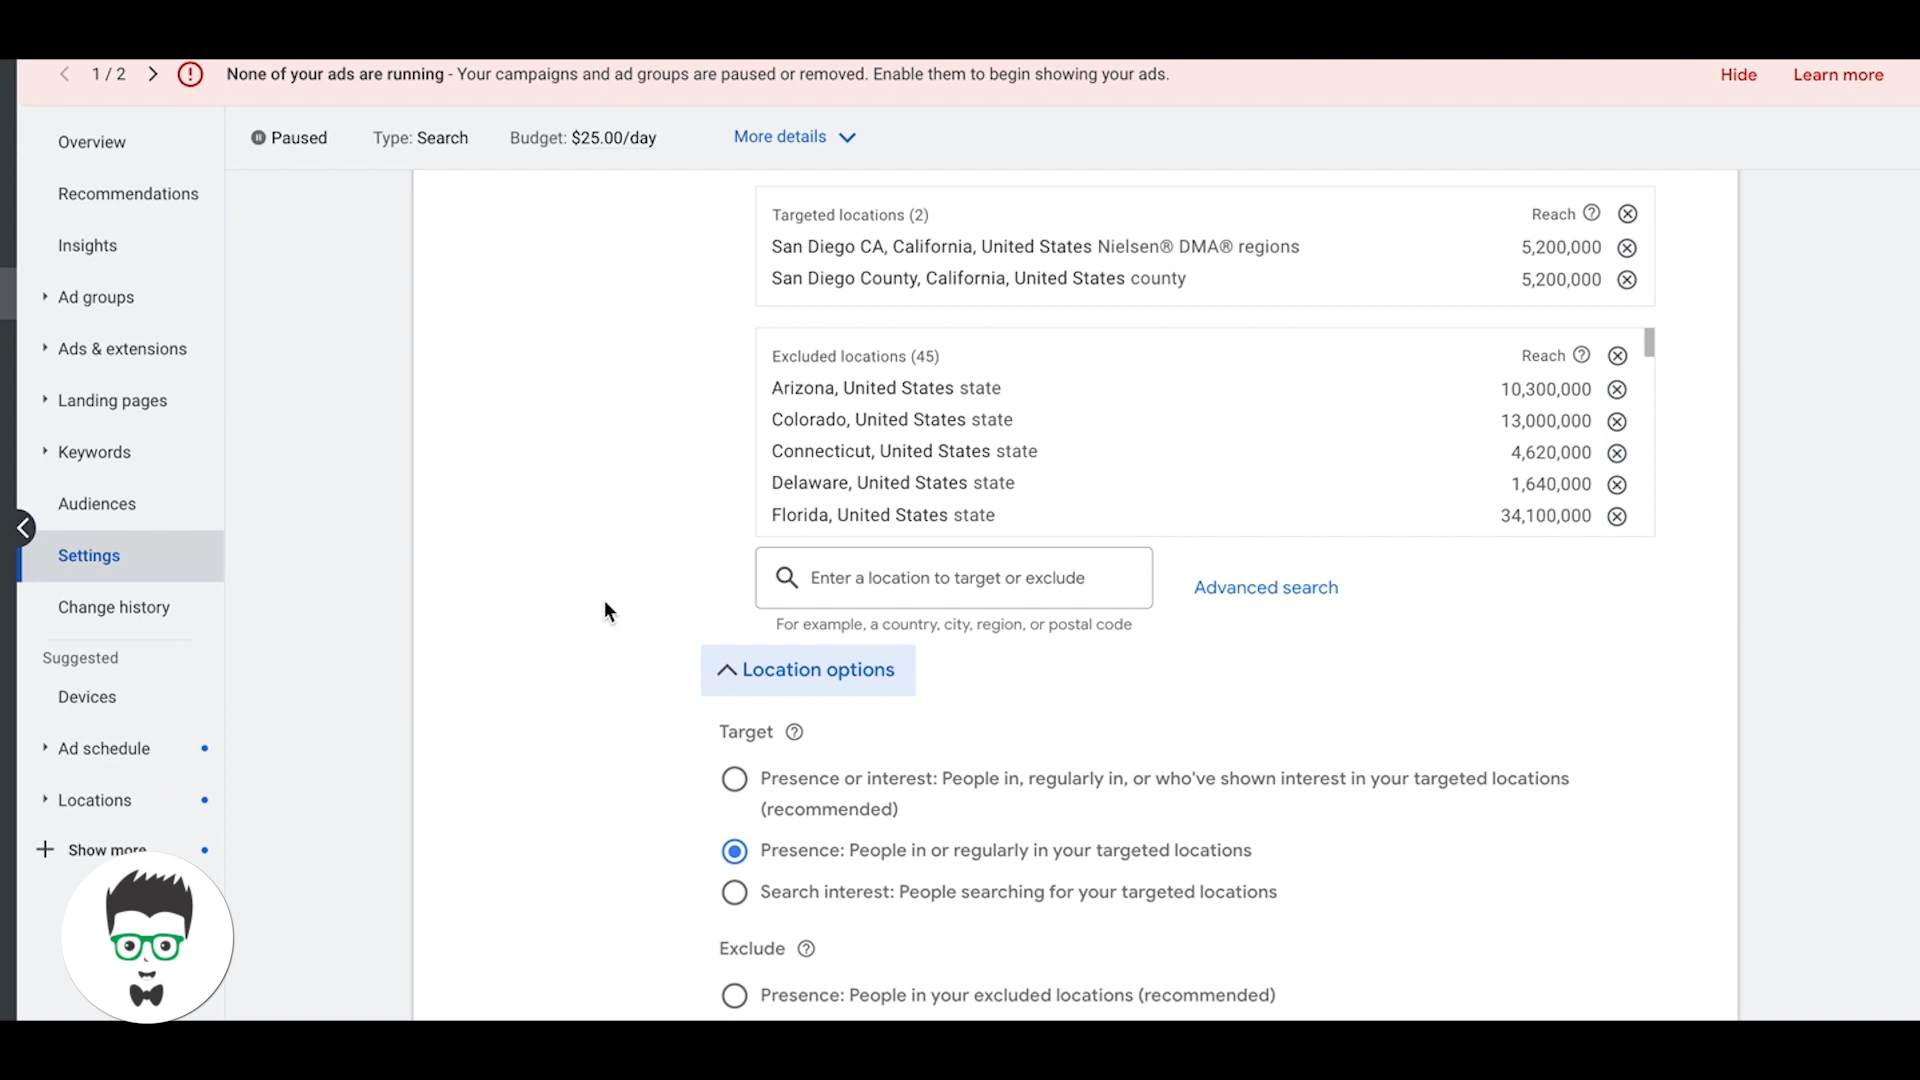 1 / 2
None of your ads are running - Your campaigns and ad groups are paused or removed. Enable them to begin showing your ads.
Hide
Learn more
Paused
Type: Search
Budget: $25.00/day
More details
Overview
Recommendations
Insights
Ad groups
Ads & extensions
Landing pages
Keywords
Audiences
Settings
Change history
Suggested
Devices
Ad schedule
Locations
Show more
Targeted locations (2) Reach
San Diego CA, California, United States Nielsen® DMA® regions 5,200,000
San Diego County, California, United States county 5,200,000
Excluded locations (45) Reach
Arizona, United States state 10,300,000
Colorado, United States state 13,000,000
Connecticut, United States state 4,620,000
Delaware, United States state 1,640,000
Florida, United States state 34,100,000
Enter a location to target or exclude
Advanced search
For example, a country, city, region, or postal code
Location options
Target
Presence or interest: People in, regularly in, or who've shown interest in your targeted locations
(recommended)
Presence: People in or regularly in your targeted locations
Search interest: People searching for your targeted locations
Exclude
Presence: People in your excluded locations (recommended)